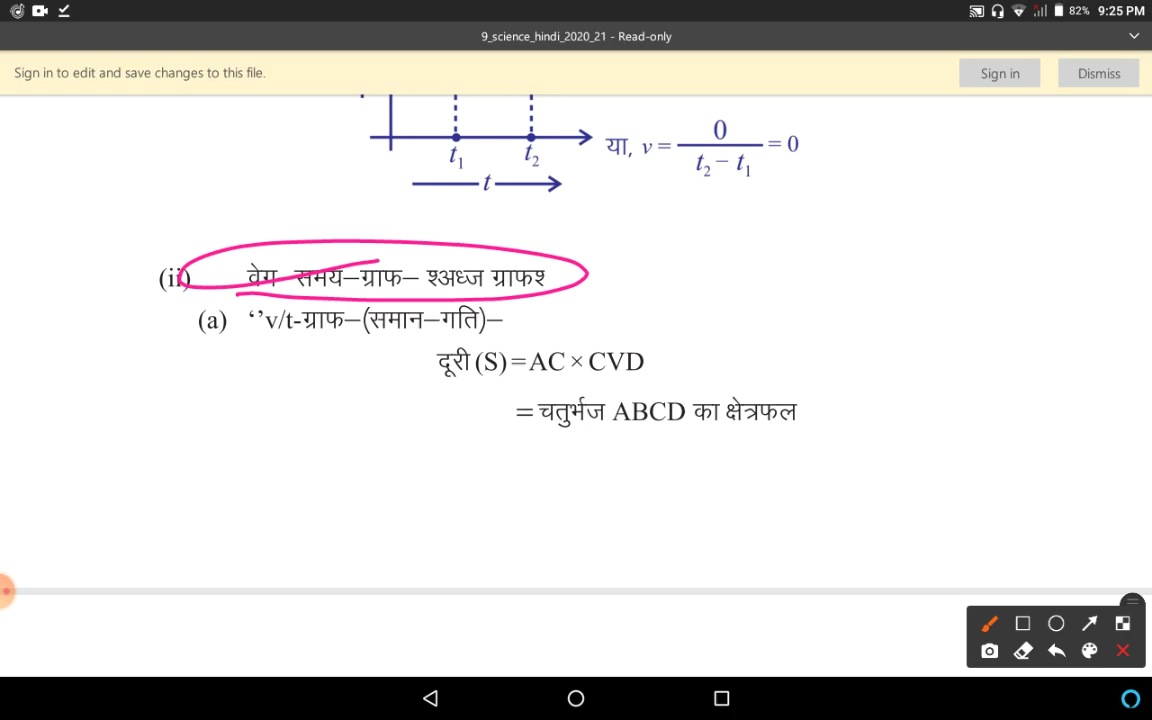 82% 9:25 PM
9_science_hindi_2020_21 - Read-only
Sign in to edit and save changes to this file.
Sign in
Dismiss
t₁ t₂
t
या, v = 0 / t₂ − t₁ = 0
(ii) वेग समय–ग्राफ– श्अध्ज ग्राफश्
(a) ‘’v/t-ग्राफ–(समान–गति)–
दूरी (S) = AC × CVD
= चतुर्भज ABCD का क्षेत्रफल